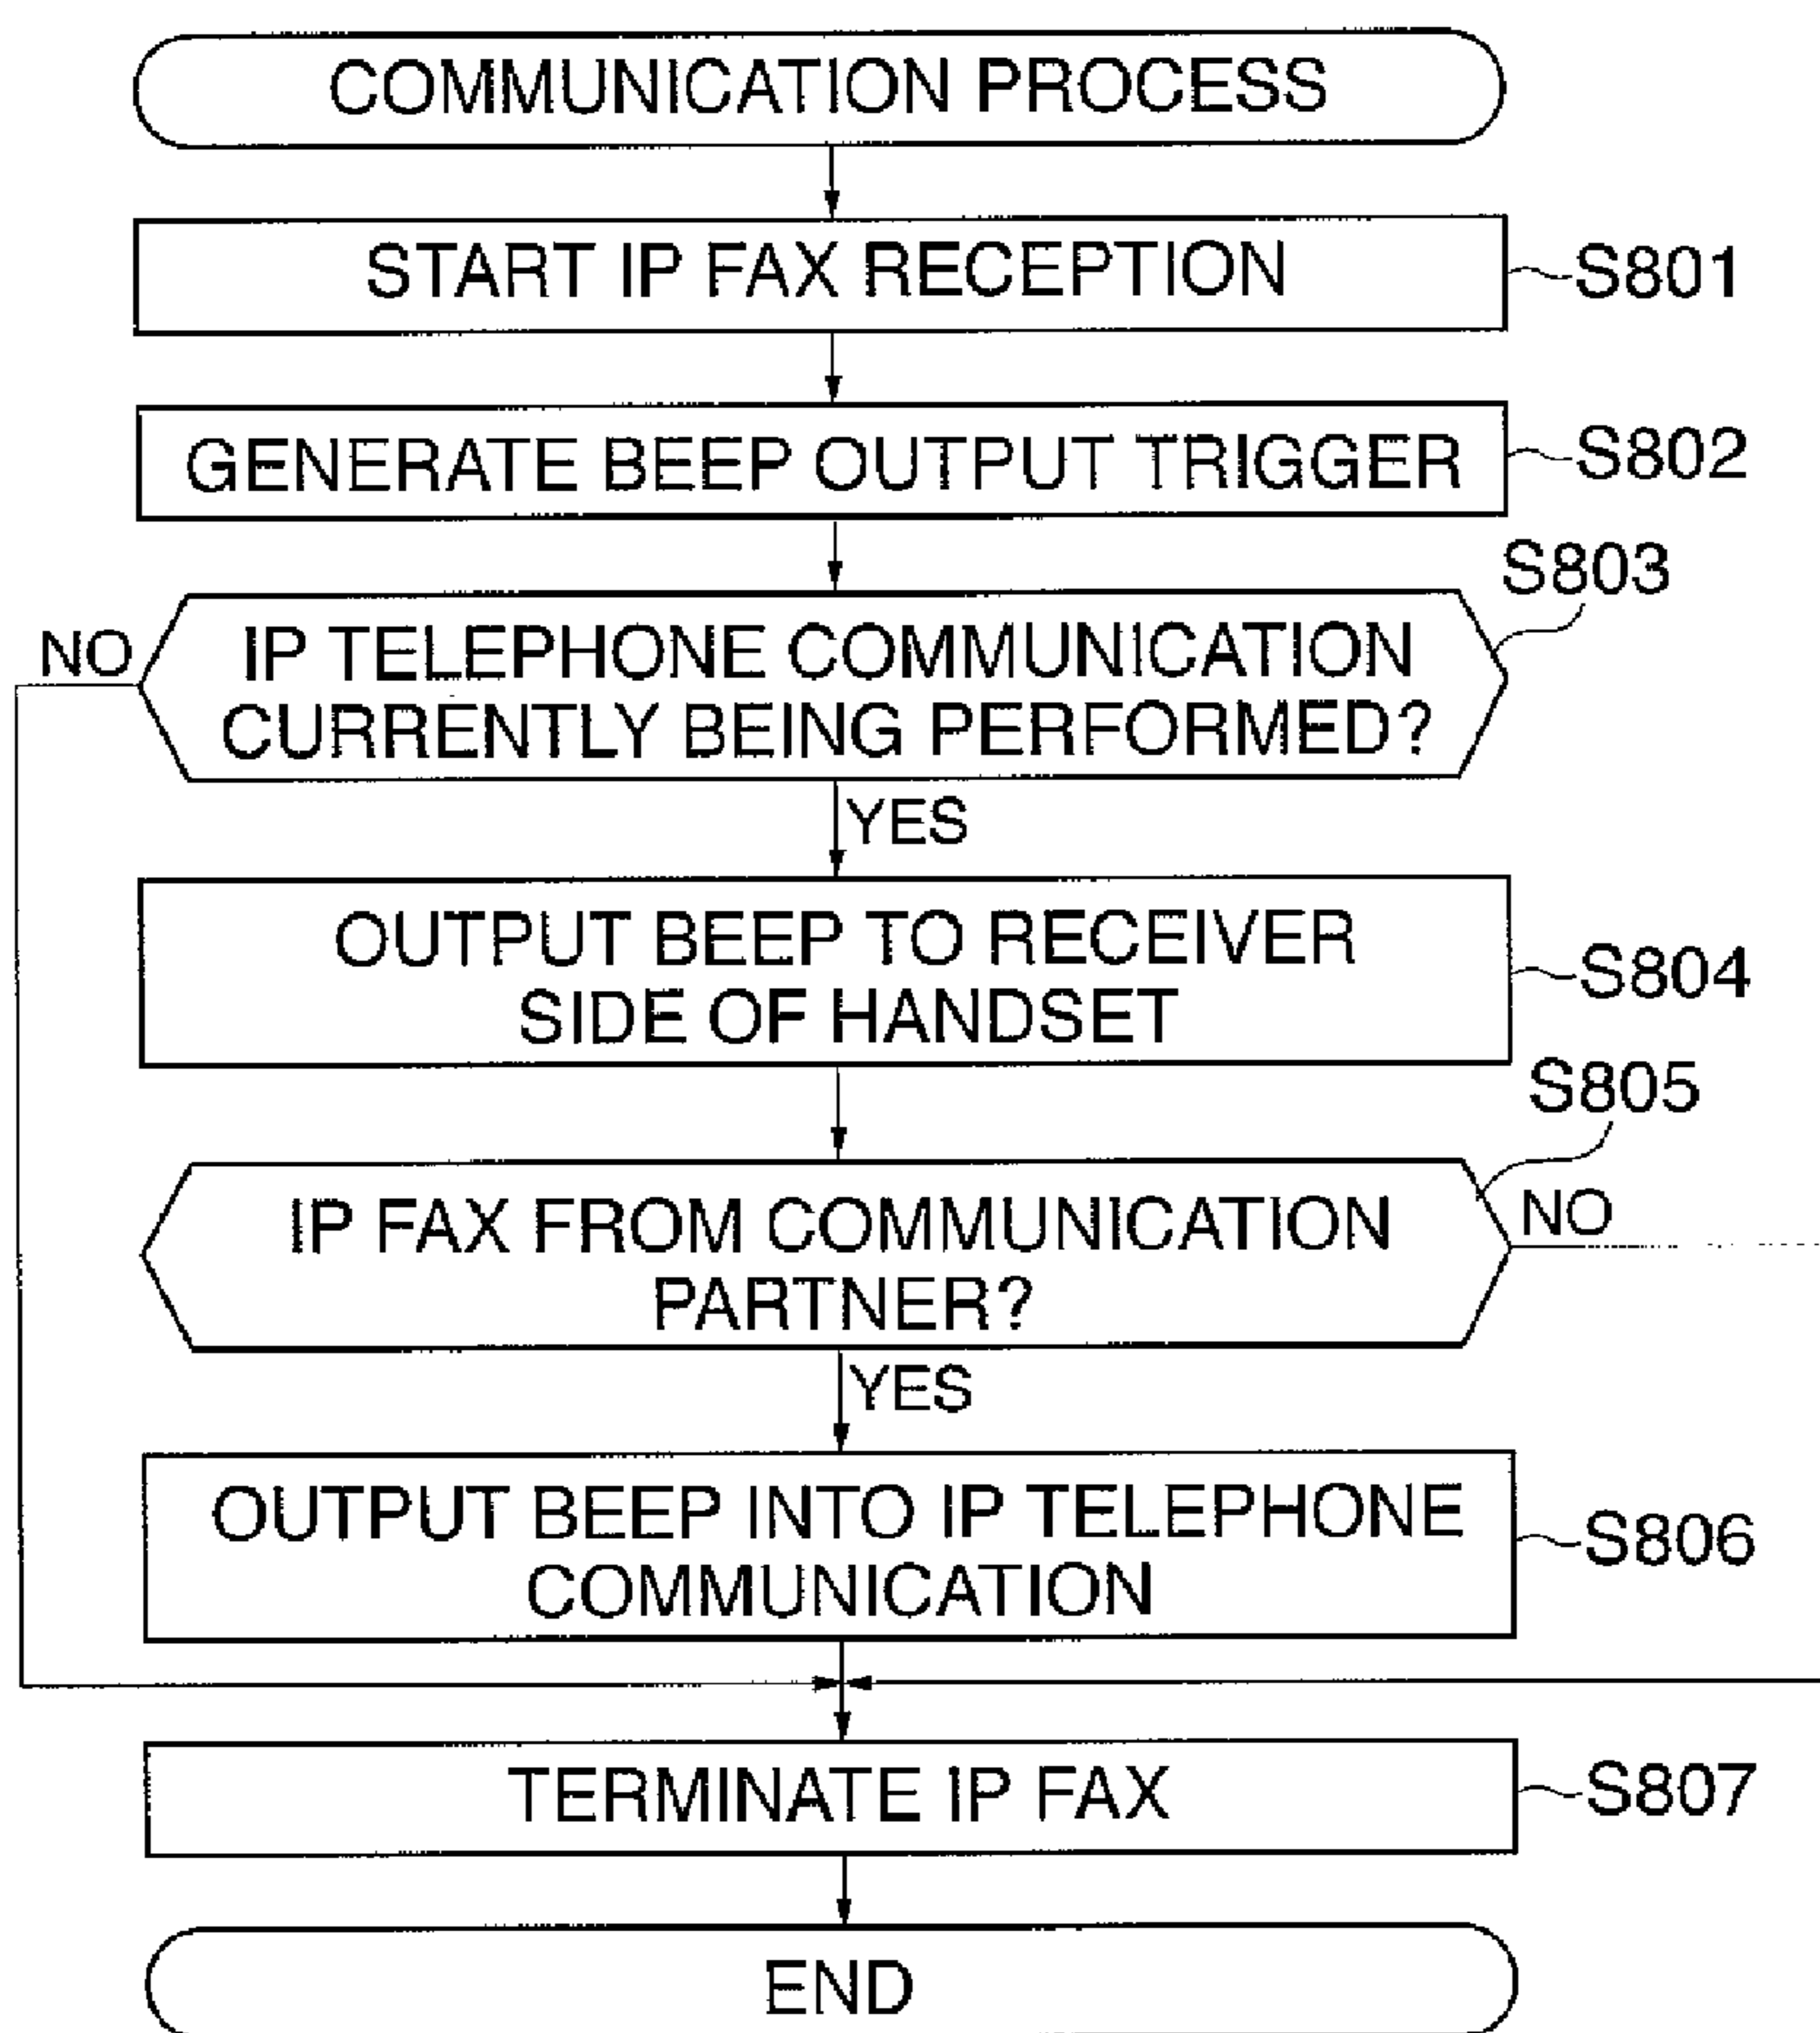 COMMUNICATION PROCESS
START IP FAX RECEPTION
S801
GENERATE BEEP OUTPUT TRIGGER
S802
S803
NO
IP TELEPHONE COMMUNICATION
CURRENTLY BEING PERFORMED?
YES
OUTPUT BEEP TO RECEIVER
SIDE OF HANDSET
S804
S805
IP FAX FROM COMMUNICATION
PARTNER?
NO
YES
OUTPUT BEEP INTO IP TELEPHONE
COMMUNICATION
S806
TERMINATE IP FAX
S807
END